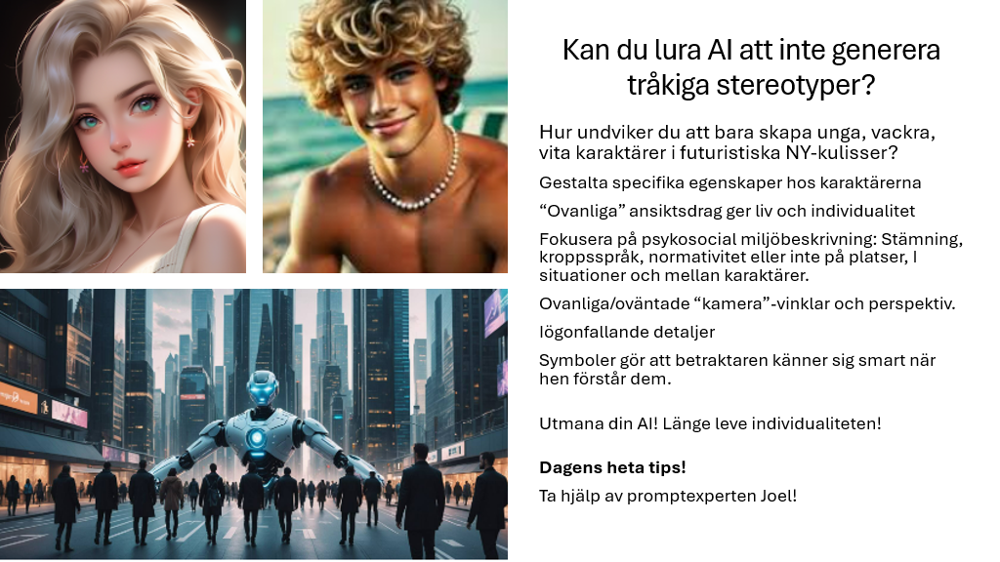 Kan du lura AI att inte generera
tråkiga stereotyper?
Hur undviker du att bara skapa unga, vackra,
vita karaktärer i futuristiska NY-kulisser?
Gestalta specifika egenskaper hos karaktärerna
“Ovanliga” ansiktsdrag ger liv och individualitet
Fokusera på psykosocial miljöbeskrivning: Stämning,
kroppsspråk, normativitet eller inte på platser, I
situationer och mellan karaktärer.
Ovanliga/oväntade “kamera”-vinklar och perspektiv.
Iögonfallande detaljer
Symboler gör att betraktaren känner sig smart när
hen förstår dem.
Utmana din AI! Länge leve individualiteten!
Dagens heta tips!
Ta hjälp av promptexperten Joel!